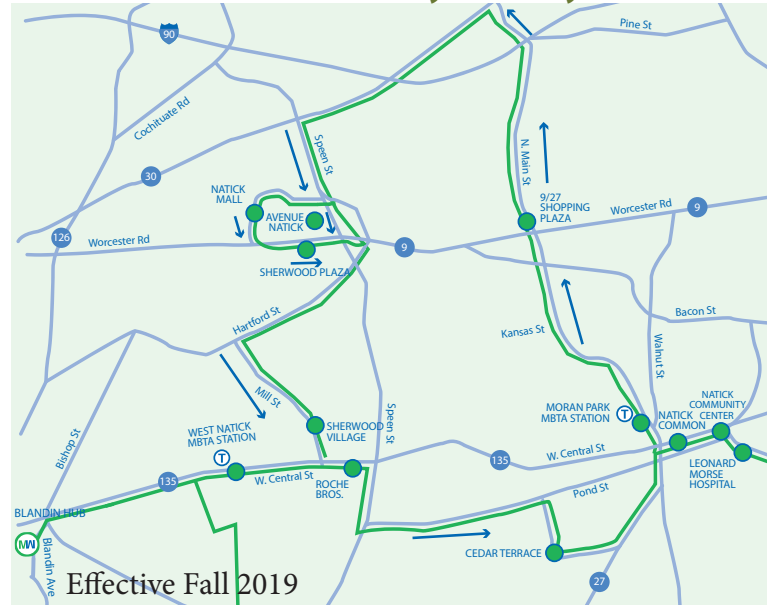 Pine St
90
Cochituate Rd
Speen St
N. Main St
30
NATICK
MALL
AVENUE
NATICK
9/27
SHOPPING
PLAZA
Worcester Rd
9
126
Worcester Rd
9
SHERWOOD PLAZA
Hartford St
Kansas St
Bacon St
Walnut St
Mill St
Speen St
MORAN PARK
MBTA STATION
T
NATICK
COMMUNITY
CENTER
NATICK
COMMON
WEST NATICK
MBTA STATION
T
SHERWOOD
VILLAGE
Bishop St
135
W. Central St
LEONARD
MORSE
HOSPITAL
135
W. Central St
ROCHE
BROS.
Pond St
BLANDIN HUB
MW
Blandin Ave
CEDAR TERRACE
27
Effective Fall 2019